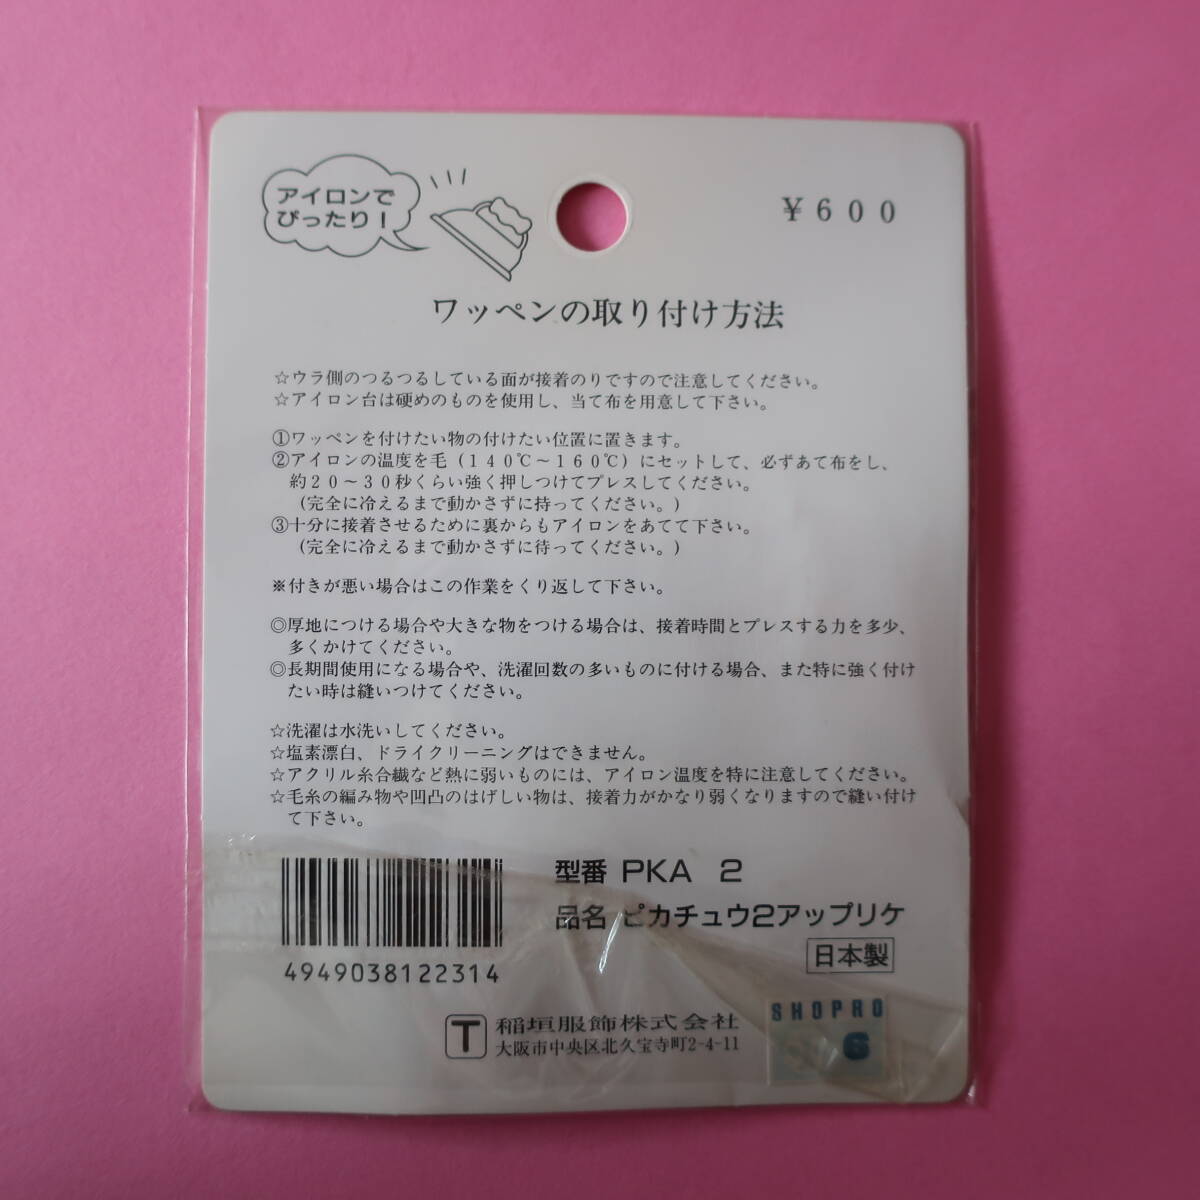 アイロンで
ぴったり！
￥６００
ワッペンの取り付け方法
☆ウラ側のつるつるしている面が接着のりですので注意してください。
☆アイロン台は硬めのものを使用し、当て布を用意して下さい。
①ワッペンを付けたい物の付けたい位置に置きます。
②アイロンの温度を毛（１４０℃～１６０℃）にセットして、必ずあて布をし、
約２０～３０秒くらい強く押しつけてプレスしてください。
（完全に冷えるまで動かさずに持ってください。）
③十分に接着させるために裏からもアイロンをあてて下さい。
（完全に冷えるまで動かさずに待ってください。）
※付きが悪い場合はこの作業をくり返して下さい。
◎厚地につける場合や大きな物をつける場合は、接着時間とプレスする力を多少、
多くかけてください。
◎長期間使用になる場合や、洗濯回数の多いものに付ける場合、また特に強く付け
たい時は縫いつけてください。
☆洗濯は水洗いしてください。
☆塩素漂白、ドライクリーニングはできません。
☆アクリル糸合繊など熱に弱いものには、アイロン温度を特に注意してください。
☆毛糸の編み物や凹凸のはげしい物は、接着力がかなり弱くなりますので縫い付け
て下さい。
型番 PKA 2
品名 ピカチュウ2アップリケ
日本製
4949038122314
T 稲垣服飾株式会社
大阪市中央区北久宝寺町2-4-11
SHOPRO
6